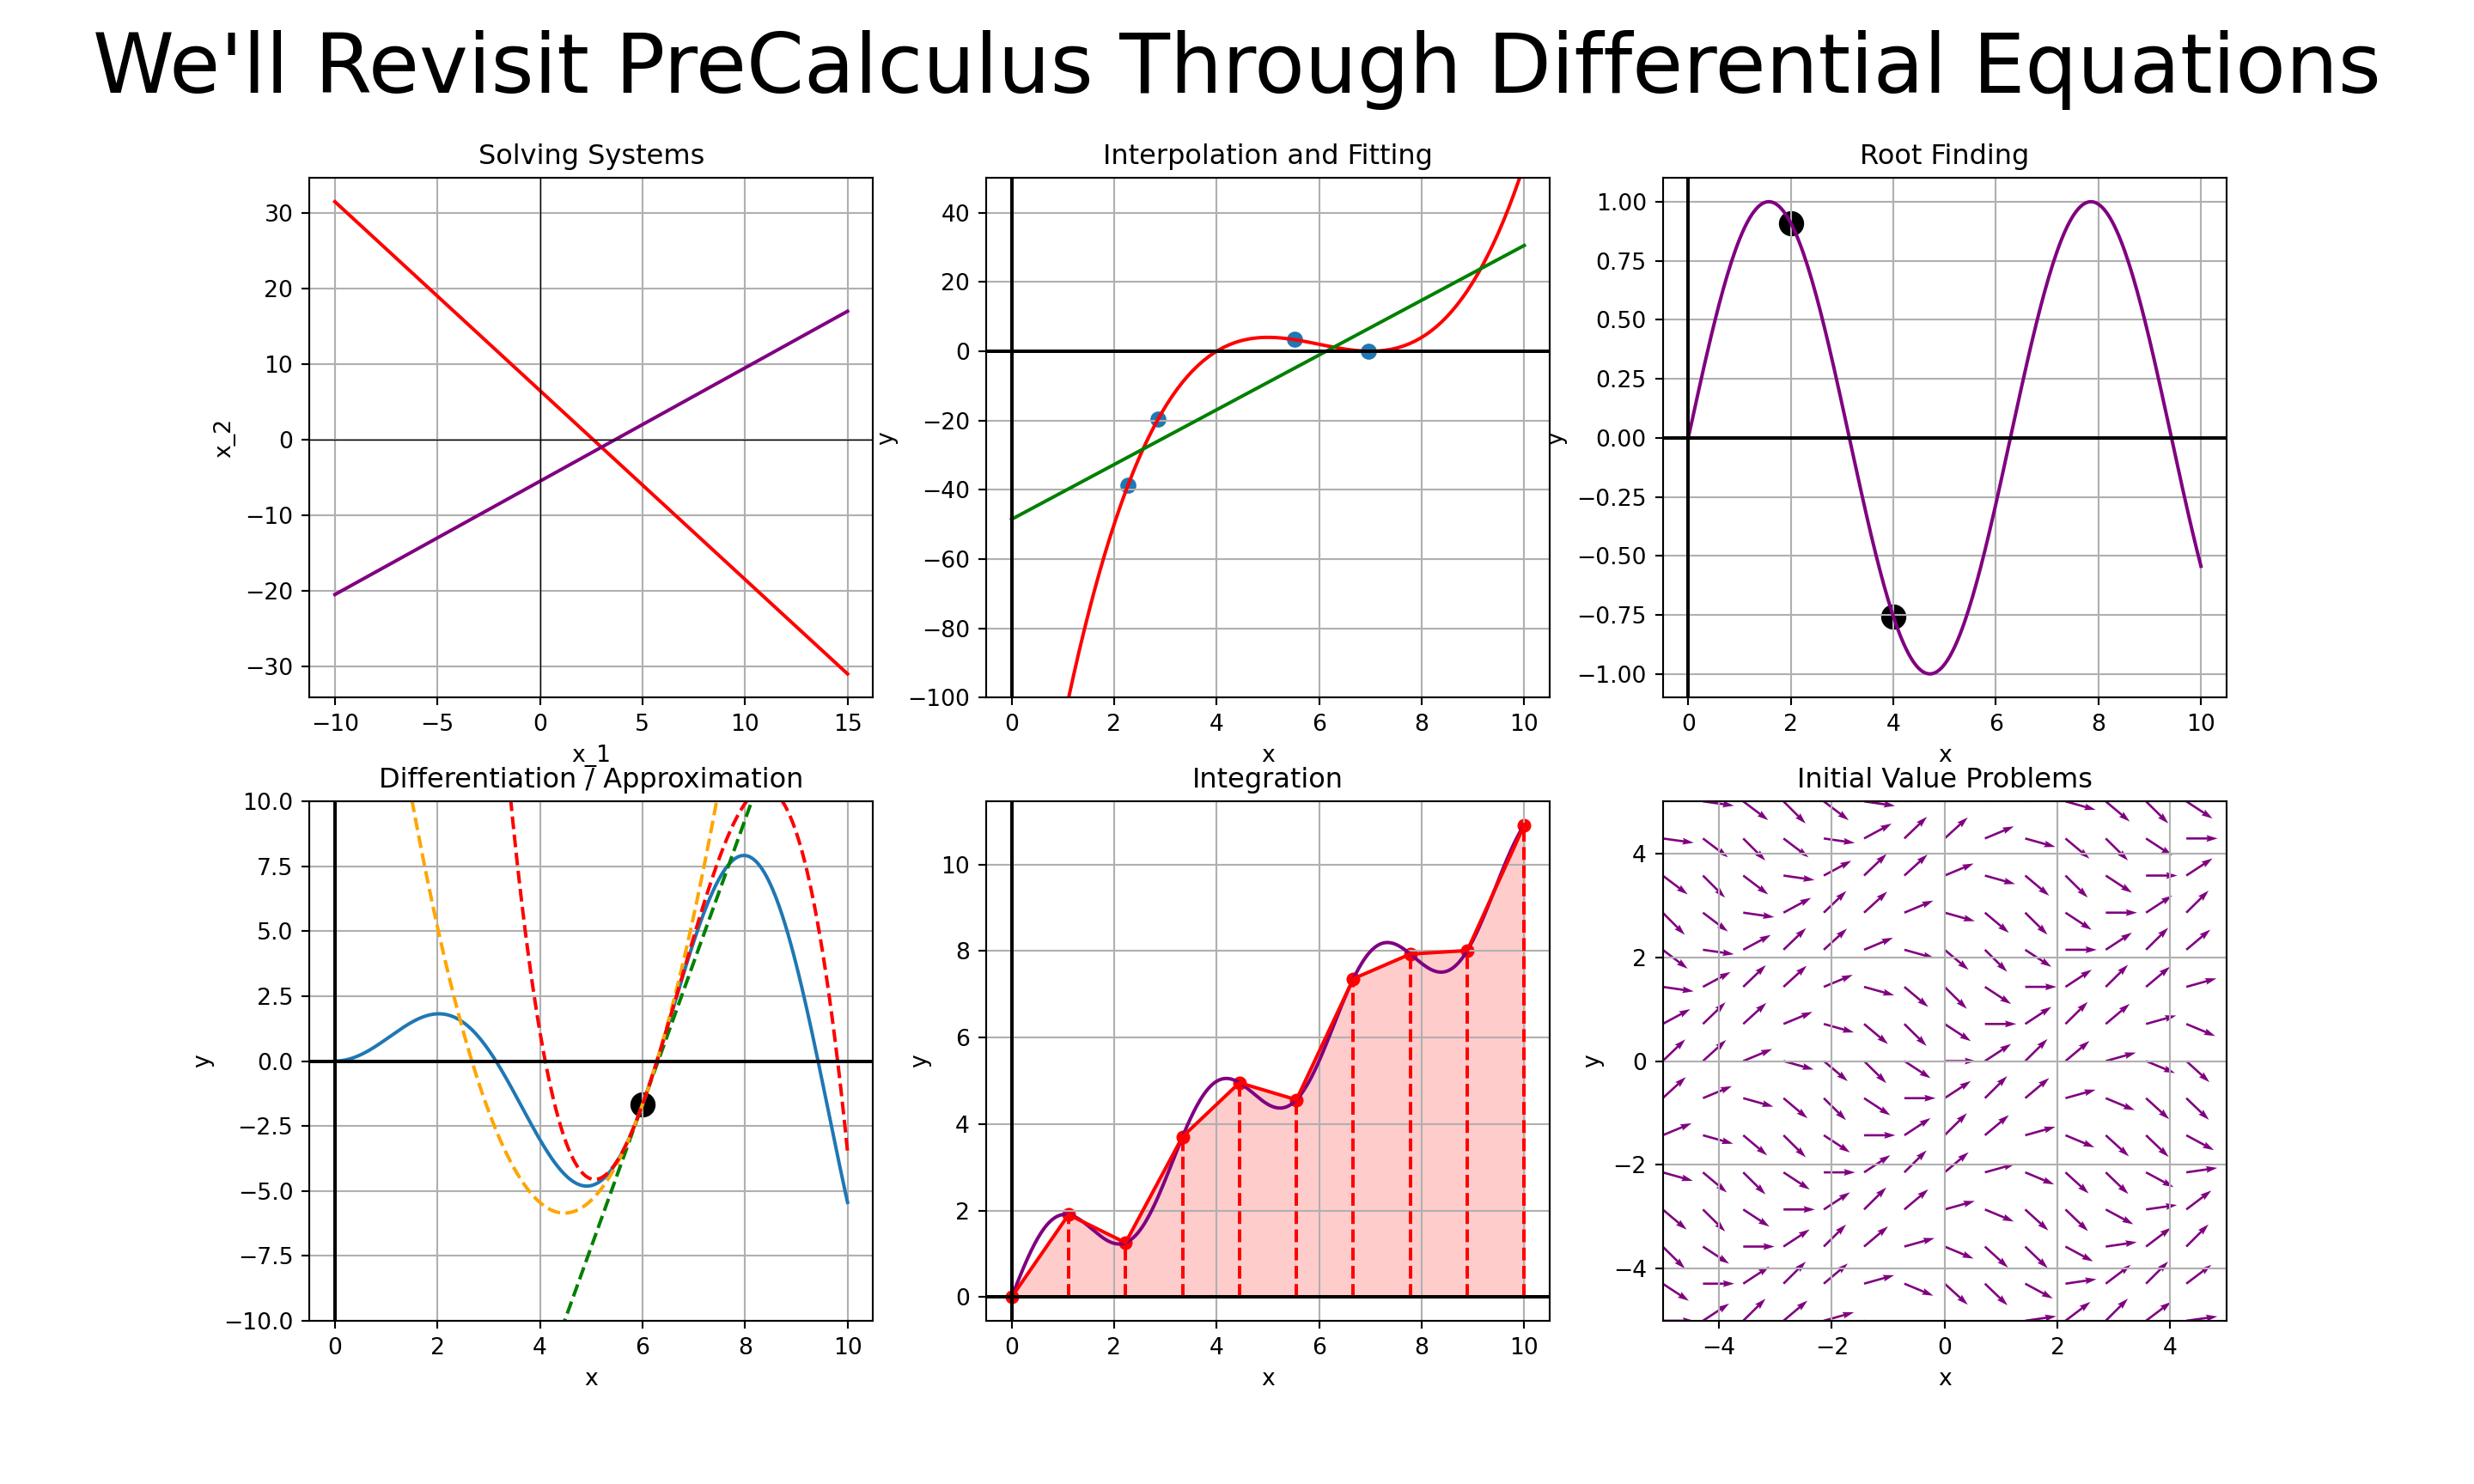 We'll Revisit PreCalculus Through Differential Equations
Solving Systems
30
20
10
0
−10
−20
−30
x_2
−10 −5 0 5 10 15
x_1
Interpolation and Fitting
40
20
0
−20
−40
−60
−80
−100
y
0 2 4 6 8 10
x
Root Finding
1.00
0.75
0.50
0.25
0.00
−0.25
−0.50
−0.75
−1.00
y
0 2 4 6 8 10
x
Differentiation / Approximation
10.0
7.5
5.0
2.5
0.0
−2.5
−5.0
−7.5
−10.0
y
0 2 4 6 8 10
x
Integration
10
8
6
4
2
0
y
0 2 4 6 8 10
x
Initial Value Problems
4
2
0
−2
−4
y
−4 −2 0 2 4
x